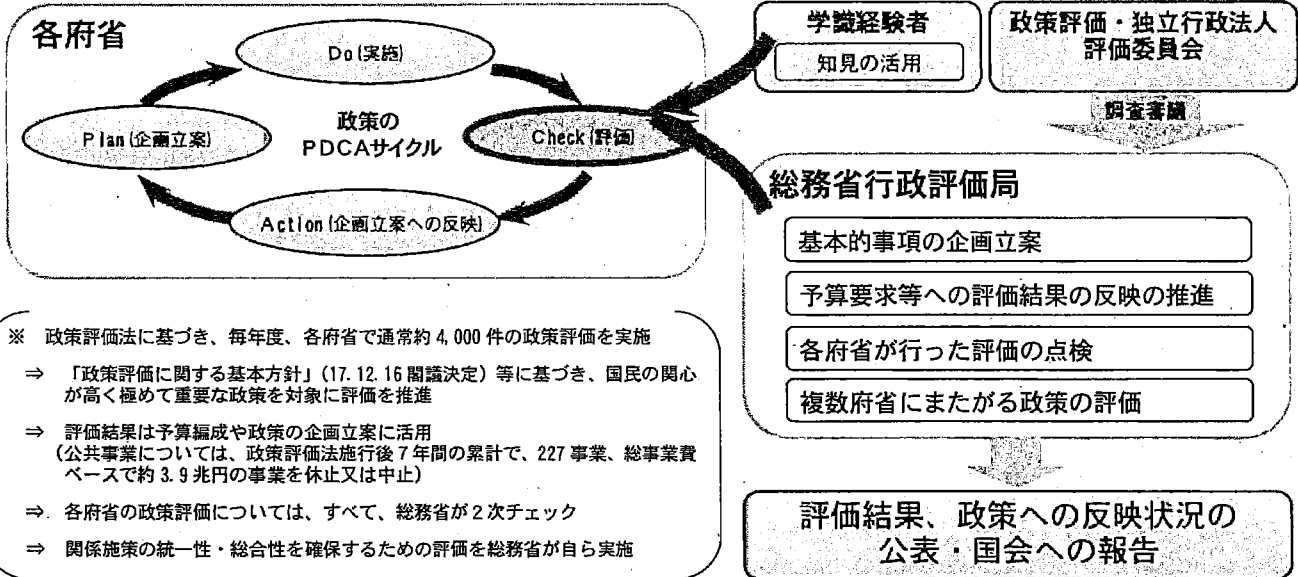 各府省
Do(実施)
Plan(企画立案)
政策の
PDCAサイクル
Check(評価)
Action(企画立案への反映)
学識経験者
知見の活用
政策評価・独立行政法人
評価委員会
調査審議
総務省行政評価局
基本的事項の企画立案
予算要求等への評価結果の反映の推進
各府省が行った評価の点検
複数府省にまたがる政策の評価
評価結果、政策への反映状況の
公表・国会への報告
※ 政策評価法に基づき、毎年度、各府省で通常約4,000件の政策評価を実施
⇒ 「政策評価に関する基本方針」(17.12.16閣議決定)等に基づき、国民の関心
が高く極めて重要な政策を対象に評価を推進
⇒ 評価結果は予算編成や政策の企画立案に活用
(公共事業については、政策評価法施行後7年間の累計で、227事業、総事業費
ベースで約3.9兆円の事業を休止又は中止)
⇒ 各府省の政策評価については、すべて、総務省が2次チェック
⇒ 関係施策の統一性・総合性を確保するための評価を総務省が自ら実施